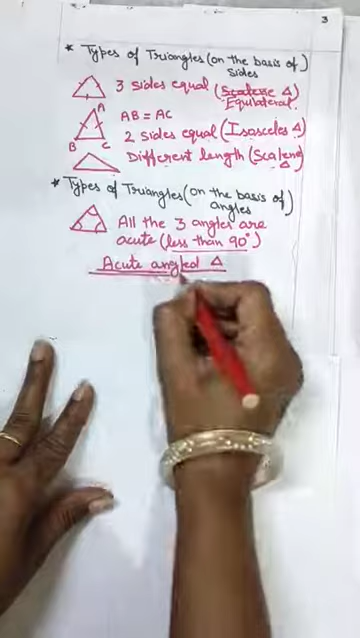 3
* Types of Triangles (on the basis of) sides
3 sides equal (Scalene Δ)
Equilateral
A
AB = AC
B C 2 sides equal (Isosceles Δ)
Different length (Scalene Δ)
* Types of Triangles (on the basis of) angles
All the 3 angles are
acute (less than 90°)
Acute angled Δ